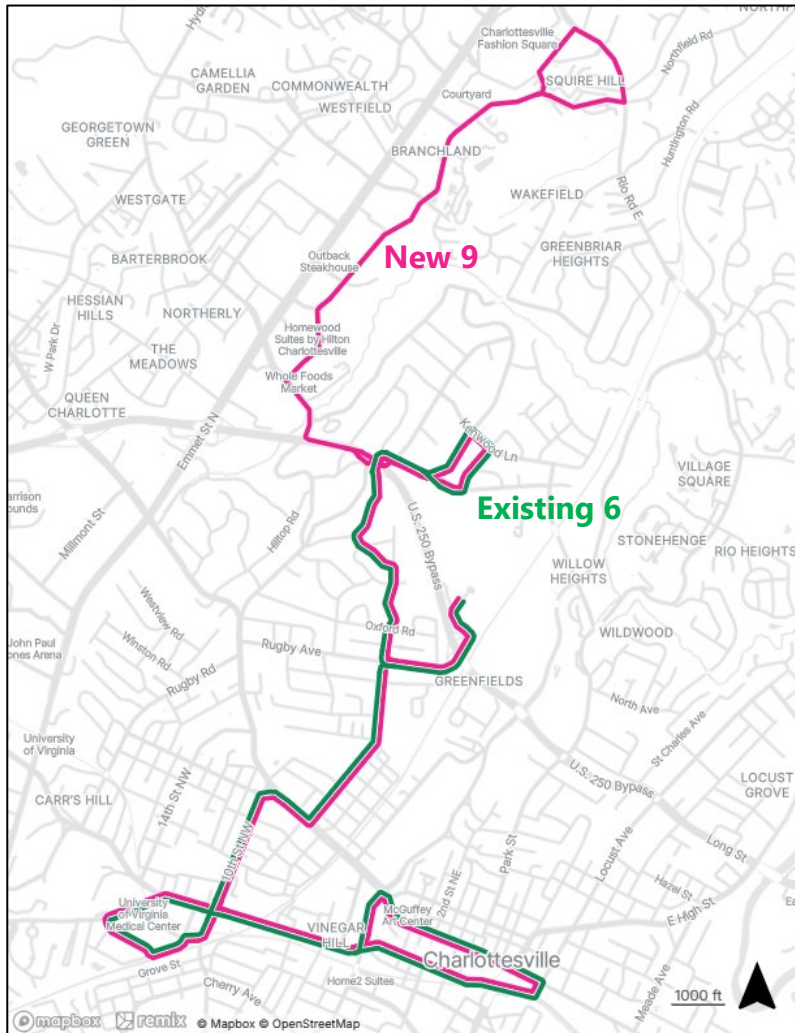 NORTHF
Charlottesville
Fashion Square
Northfield Rd
CAMELLIA
GARDEN
COMMONWEALTH
SQUIRE HILL
WESTFIELD
Courtyard
GEORGETOWN
GREEN
Huntington Rd
BRANCHLAND
WAKEFIELD
Rio Rd E
WESTGATE
GREENBRIAR
HEIGHTS
BARTERBROOK
Outback
Steakhouse
New 9
HESSIAN
HILLS
NORTHERLY
W Park Dr
Homewood
Suites by Hilton
Charlottesville
THE
MEADOWS
Whole Foods
Market
QUEEN
CHARLOTTE
Emmet St N
Kenwood Ln
VILLAGE
SQUARE
Existing 6
U.S. 250 Bypass
Millmont St
Hilltop Rd
STONEHENGE
RIO HEIGHTS
WILLOW
HEIGHTS
Westview Rd
Oxford Rd
WILDWOOD
John Paul
ones Arena
Winston Rd
Rugby Ave
Rugby Rd
GREENFIELDS
North Ave
St Charles Ave
University of
Virginia
U.S. 250 Bypass
LOCUST
GROVE
CARR'S HILL
14th St NW
10th St NW
Park St
Locust Ave
Long St
2nd St NE
Hazel St
E High St
University
of Virginia
Medical Center
McGuffey
Art Center
VINEGAR
HILL
Charlottesville
Grove St
Cherry Ave
Home2 Suites
Meade Ave
1000 ft
mapbox remix © Mapbox © OpenStreetMap